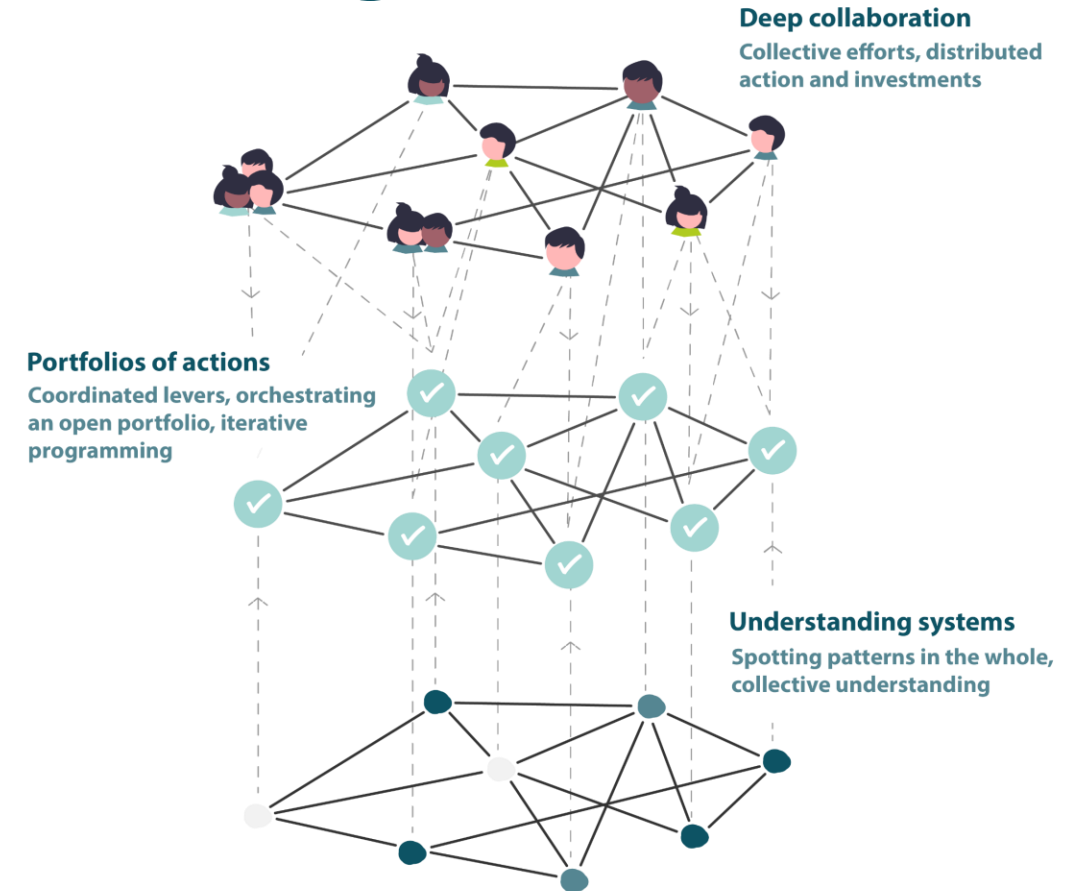 Deep collaboration
Collective efforts, distributed
action and investments
Portfolios of actions
Coordinated levers, orchestrating
an open portfolio, iterative
programming
Understanding systems
Spotting patterns in the whole,
collective understanding